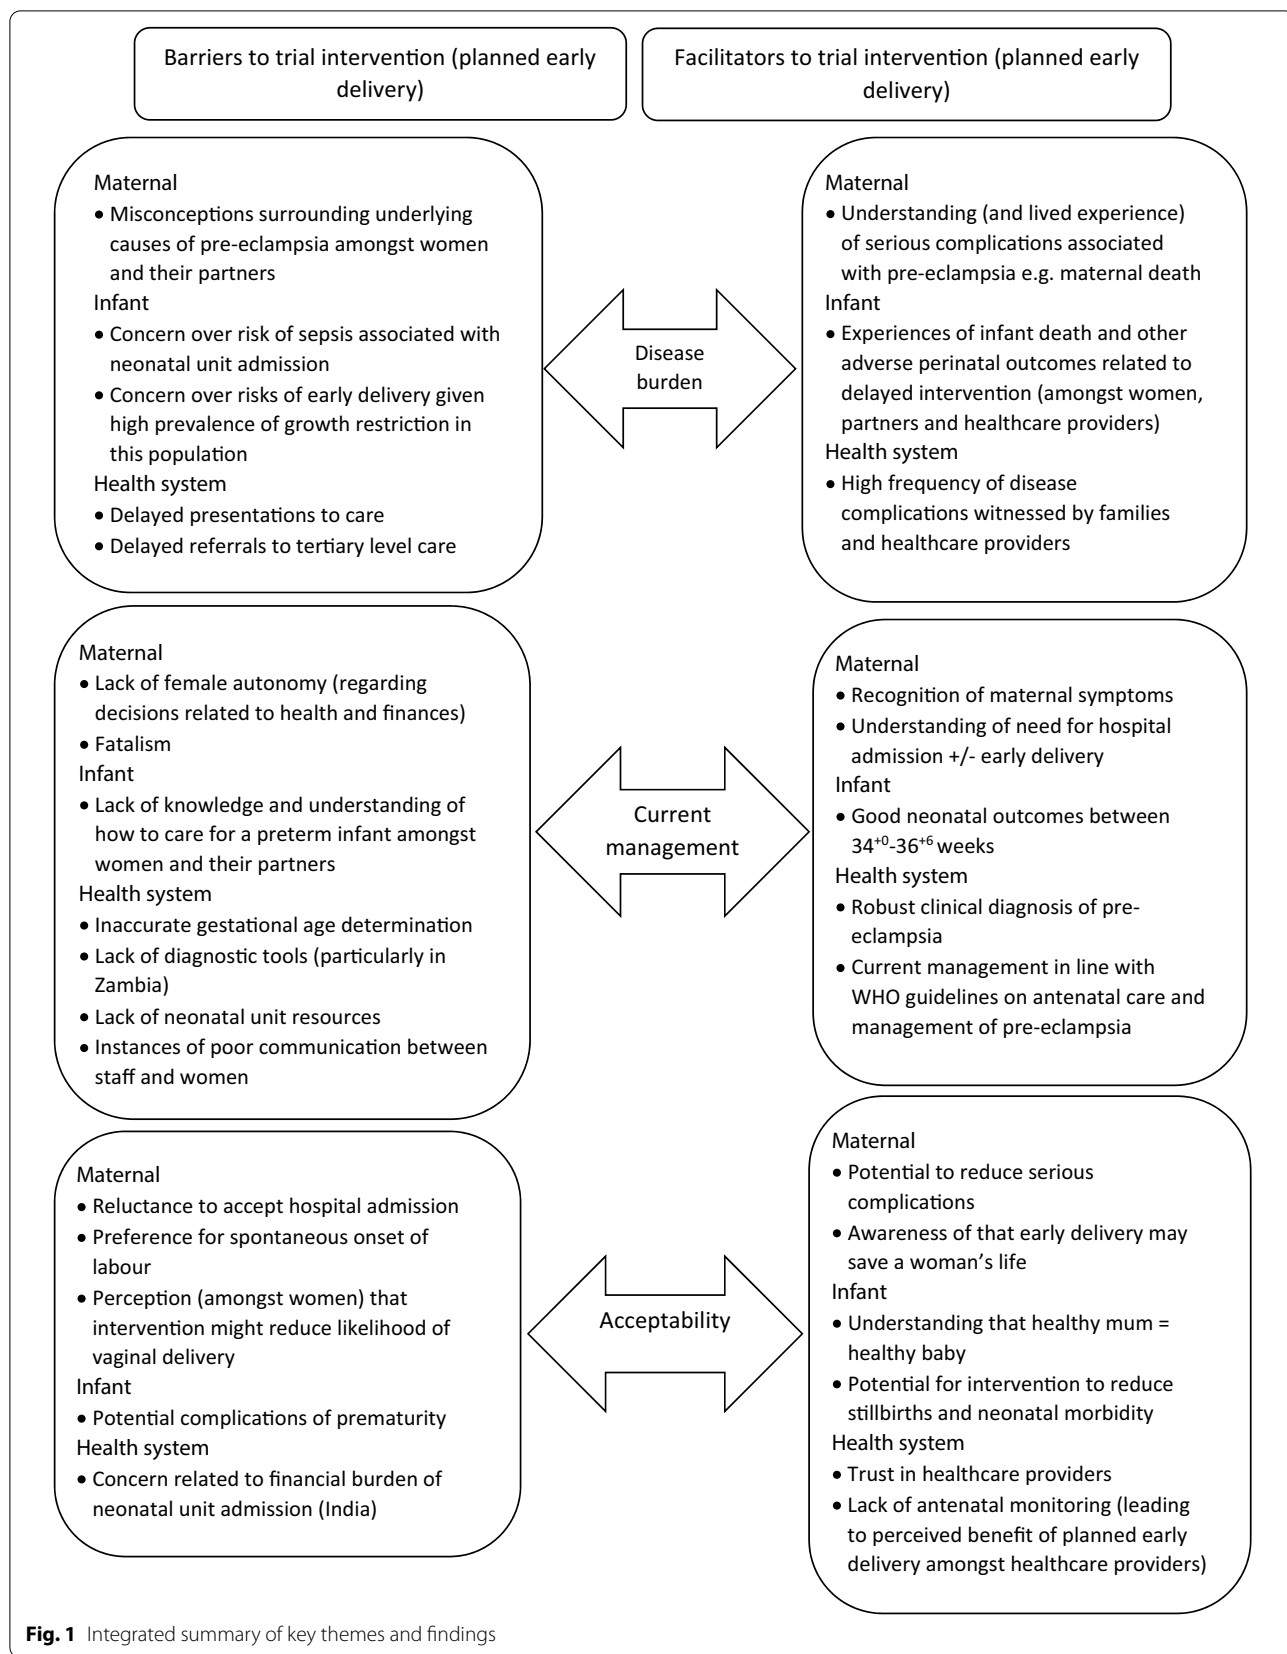 Barriers to trial intervention (planned early
delivery)
Facilitators to trial intervention (planned early
delivery)
Maternal
• Misconceptions surrounding underlying
causes of pre-eclampsia amongst women
and their partners
Infant
• Concern over risk of sepsis associated with
neonatal unit admission
• Concern over risks of early delivery given
high prevalence of growth restriction in
this population
Health system
• Delayed presentations to care
• Delayed referrals to tertiary level care
Disease
burden
Maternal
• Understanding (and lived experience)
of serious complications associated
with pre-eclampsia e.g. maternal death
Infant
• Experiences of infant death and other
adverse perinatal outcomes related to
delayed intervention (amongst women,
partners and healthcare providers)
Health system
• High frequency of disease
complications witnessed by families
and healthcare providers
Maternal
• Lack of female autonomy (regarding
decisions related to health and finances)
• Fatalism
Infant
• Lack of knowledge and understanding of
how to care for a preterm infant amongst
women and their partners
Health system
• Inaccurate gestational age determination
• Lack of diagnostic tools (particularly in
Zambia)
• Lack of neonatal unit resources
• Instances of poor communication between
staff and women
Current
management
Maternal
• Recognition of maternal symptoms
• Understanding of need for hospital
admission +/- early delivery
Infant
• Good neonatal outcomes between
34⁺⁰-36⁺⁶ weeks
Health system
• Robust clinical diagnosis of pre-
eclampsia
• Current management in line with
WHO guidelines on antenatal care and
management of pre-eclampsia
Maternal
• Reluctance to accept hospital admission
• Preference for spontaneous onset of
labour
• Perception (amongst women) that
intervention might reduce likelihood of
vaginal delivery
Infant
• Potential complications of prematurity
Health system
• Concern related to financial burden of
neonatal unit admission (India)
Acceptability
Maternal
• Potential to reduce serious
complications
• Awareness of that early delivery may
save a woman's life
Infant
• Understanding that healthy mum =
healthy baby
• Potential for intervention to reduce
stillbirths and neonatal morbidity
Health system
• Trust in healthcare providers
• Lack of antenatal monitoring (leading
to perceived benefit of planned early
delivery amongst healthcare providers)
Fig. 1 Integrated summary of key themes and findings